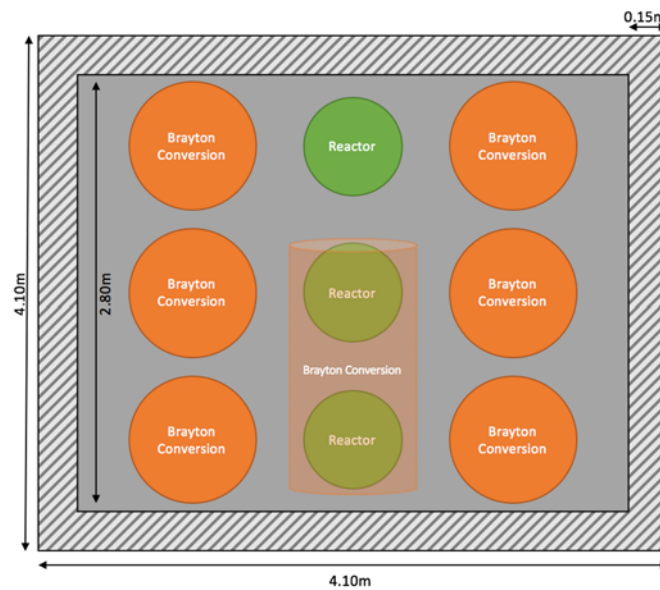 0.15m
Brayton
Conversion
Reactor
Brayton
Conversion
4.10m
2.80m
Brayton
Conversion
Reactor
Brayton
Conversion
Brayton Conversion
Brayton
Conversion
Reactor
Brayton
Conversion
4.10m